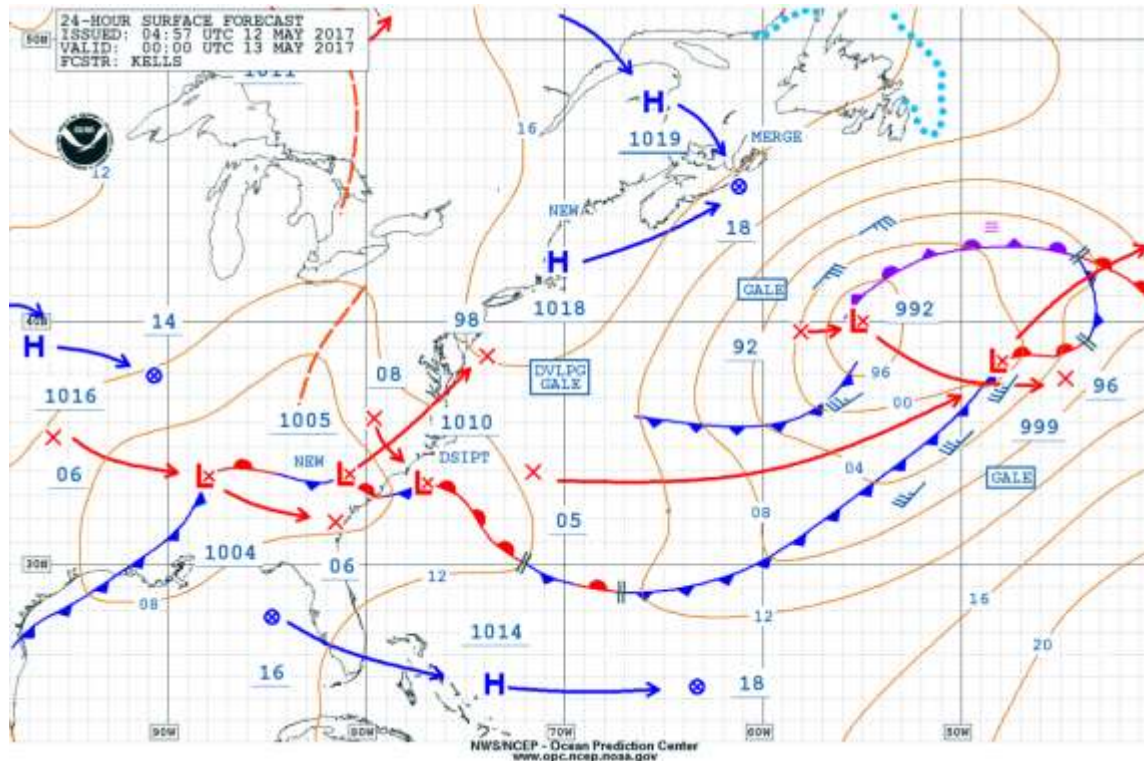 24-HOUR SURFACE FORECAST
ISSUED: 04:57 UTC 12 MAY 2017
VALID: 00:00 UTC 13 MAY 2017
FCSTR: KELLS
50N
1011
16
H
1019
MERGE
12
NEW
18
H
1018
GALE
992
14
98
40N
92
H
DVLPG
GALE
96
96
08
00
1016
1005
1010
999
NEW
DSIPT
06
L
L
L
L
L
04
GALE
05
08
1004
06
30N
12
08
12
16
1014
20
16
H
18
90W
80W
70W
60W
50W
NWS/NCEP - Ocean Prediction Center
www.opc.ncep.noaa.gov